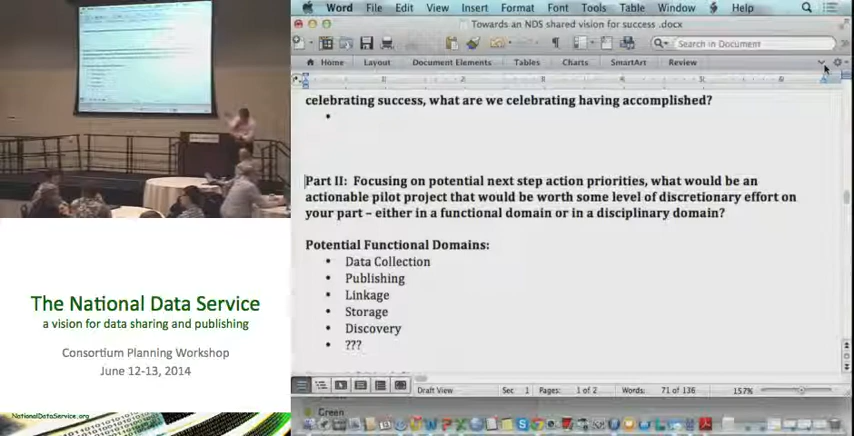 Word File Edit View Insert Format Font Tools Table Window Help
Towards an NDS shared vision for success .docx
Search in Document
Home Layout Document Elements Tables Charts SmartArt Review
celebrating success, what are we celebrating having accomplished?
•
Part II: Focusing on potential next step action priorities, what would be an
actionable pilot project that would be worth some level of discretionary effort on
your part – either in a functional domain or in a disciplinary domain?
Potential Functional Domains:
• Data Collection
• Publishing
• Linkage
• Storage
• Discovery
• ???
Draft View Sec 1 Pages: 1 of 2 Words: 71 of 136 157%
Green
The National Data Service
a vision for data sharing and publishing
Consortium Planning Workshop
June 12-13, 2014
NationalDataService.org